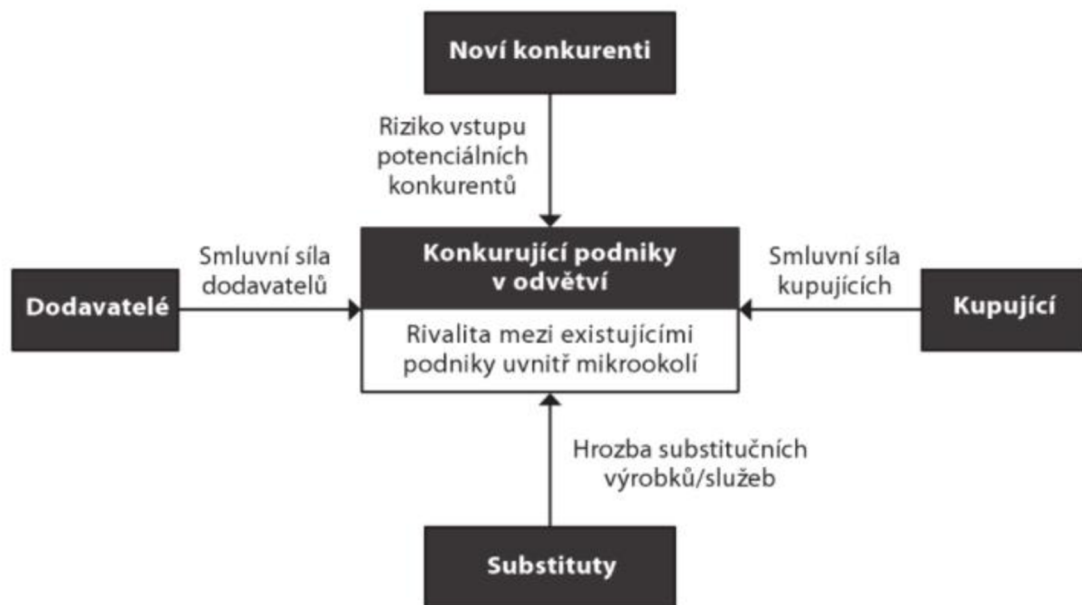 Noví konkurenti
Riziko vstupu
potenciálních
konkurentů
Smluvní síla
dodavatelů
Dodavatelé
Konkurující podniky
v odvětví
Rivalita mezi existujícími
podniky uvnitř mikrookolí
Smluvní síla
kupujících
Kupující
Hrozba substitučních
výrobků/služeb
Substituty